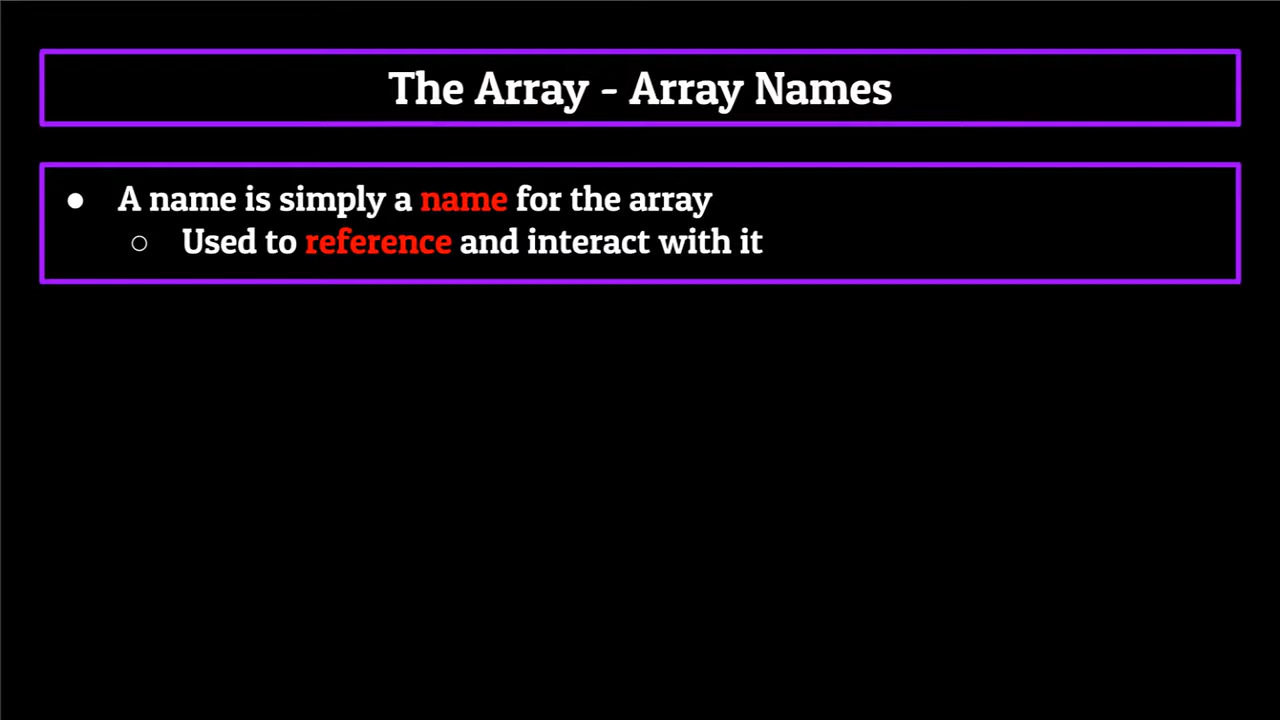 The Array - Array Names
● A name is simply a name for the array
○ Used to reference and interact with it